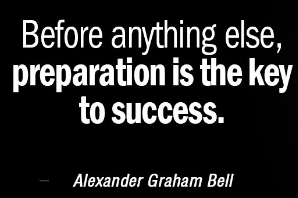 Before anything else,
preparation is the key
to success.
— Alexander Graham Bell